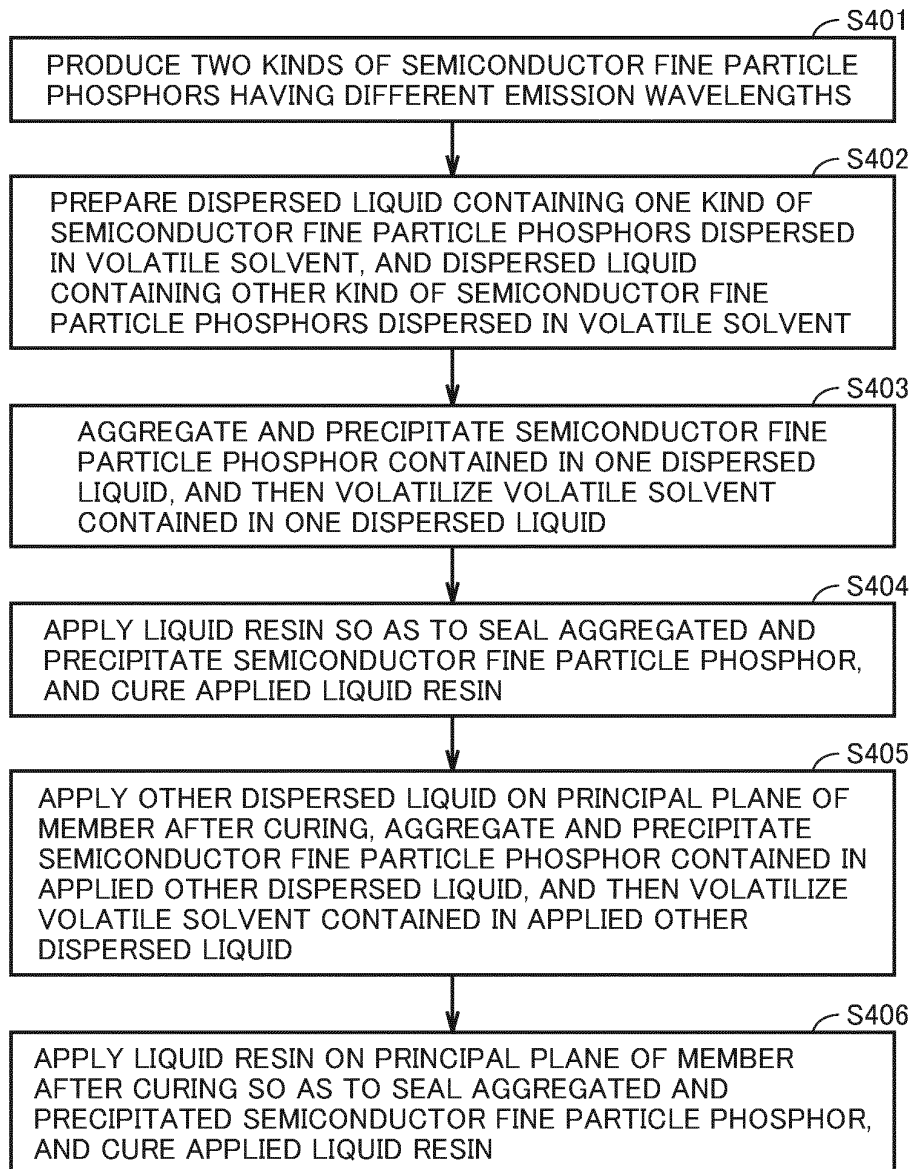 S401
PRODUCE TWO KINDS OF SEMICONDUCTOR FINE PARTICLE
PHOSPHORS HAVING DIFFERENT EMISSION WAVELENGTHS
S402
PREPARE DISPERSED LIQUID CONTAINING ONE KIND OF
SEMICONDUCTOR FINE PARTICLE PHOSPHORS DISPERSED
IN VOLATILE SOLVENT, AND DISPERSED LIQUID
CONTAINING OTHER KIND OF SEMICONDUCTOR FINE
PARTICLE PHOSPHORS DISPERSED IN VOLATILE SOLVENT
S403
AGGREGATE AND PRECIPITATE SEMICONDUCTOR FINE
PARTICLE PHOSPHOR CONTAINED IN ONE DISPERSED
LIQUID, AND THEN VOLATILIZE VOLATILE SOLVENT
CONTAINED IN ONE DISPERSED LIQUID
S404
APPLY LIQUID RESIN SO AS TO SEAL AGGREGATED AND
PRECIPITATE SEMICONDUCTOR FINE PARTICLE PHOSPHOR,
AND CURE APPLIED LIQUID RESIN
S405
APPLY OTHER DISPERSED LIQUID ON PRINCIPAL PLANE OF
MEMBER AFTER CURING, AGGREGATE AND PRECIPITATE
SEMICONDUCTOR FINE PARTICLE PHOSPHOR CONTAINED IN
APPLIED OTHER DISPERSED LIQUID, AND THEN VOLATILIZE
VOLATILE SOLVENT CONTAINED IN APPLIED OTHER
DISPERSED LIQUID
S406
APPLY LIQUID RESIN ON PRINCIPAL PLANE OF MEMBER
AFTER CURING SO AS TO SEAL AGGREGATED AND
PRECIPITATED SEMICONDUCTOR FINE PARTICLE PHOSPHOR,
AND CURE APPLIED LIQUID RESIN